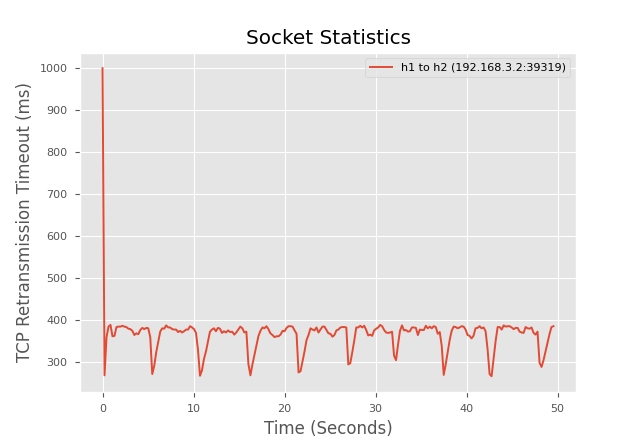 Socket Statistics
h1 to h2 (192.168.3.2:39319)
TCP Retransmission Timeout (ms)
1000
900
800
700
600
500
400
300
0 10 20 30 40 50
Time (Seconds)